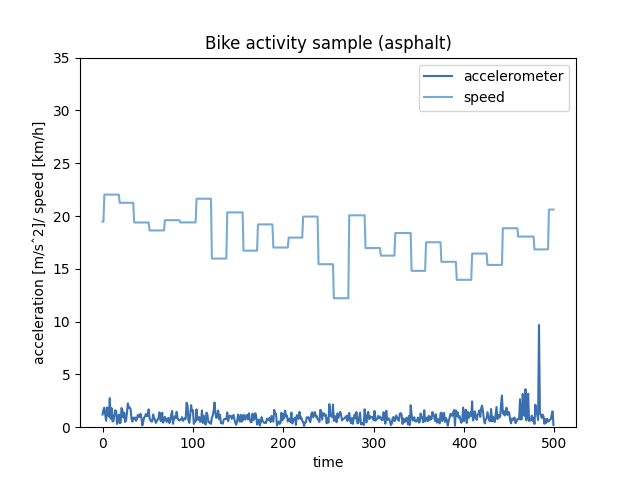 Bike activity sample (asphalt)
accelerometer
speed
35
30
25
20
15
10
5
0
acceleration [m/s^2]/ speed [km/h]
0 100 200 300 400 500
time